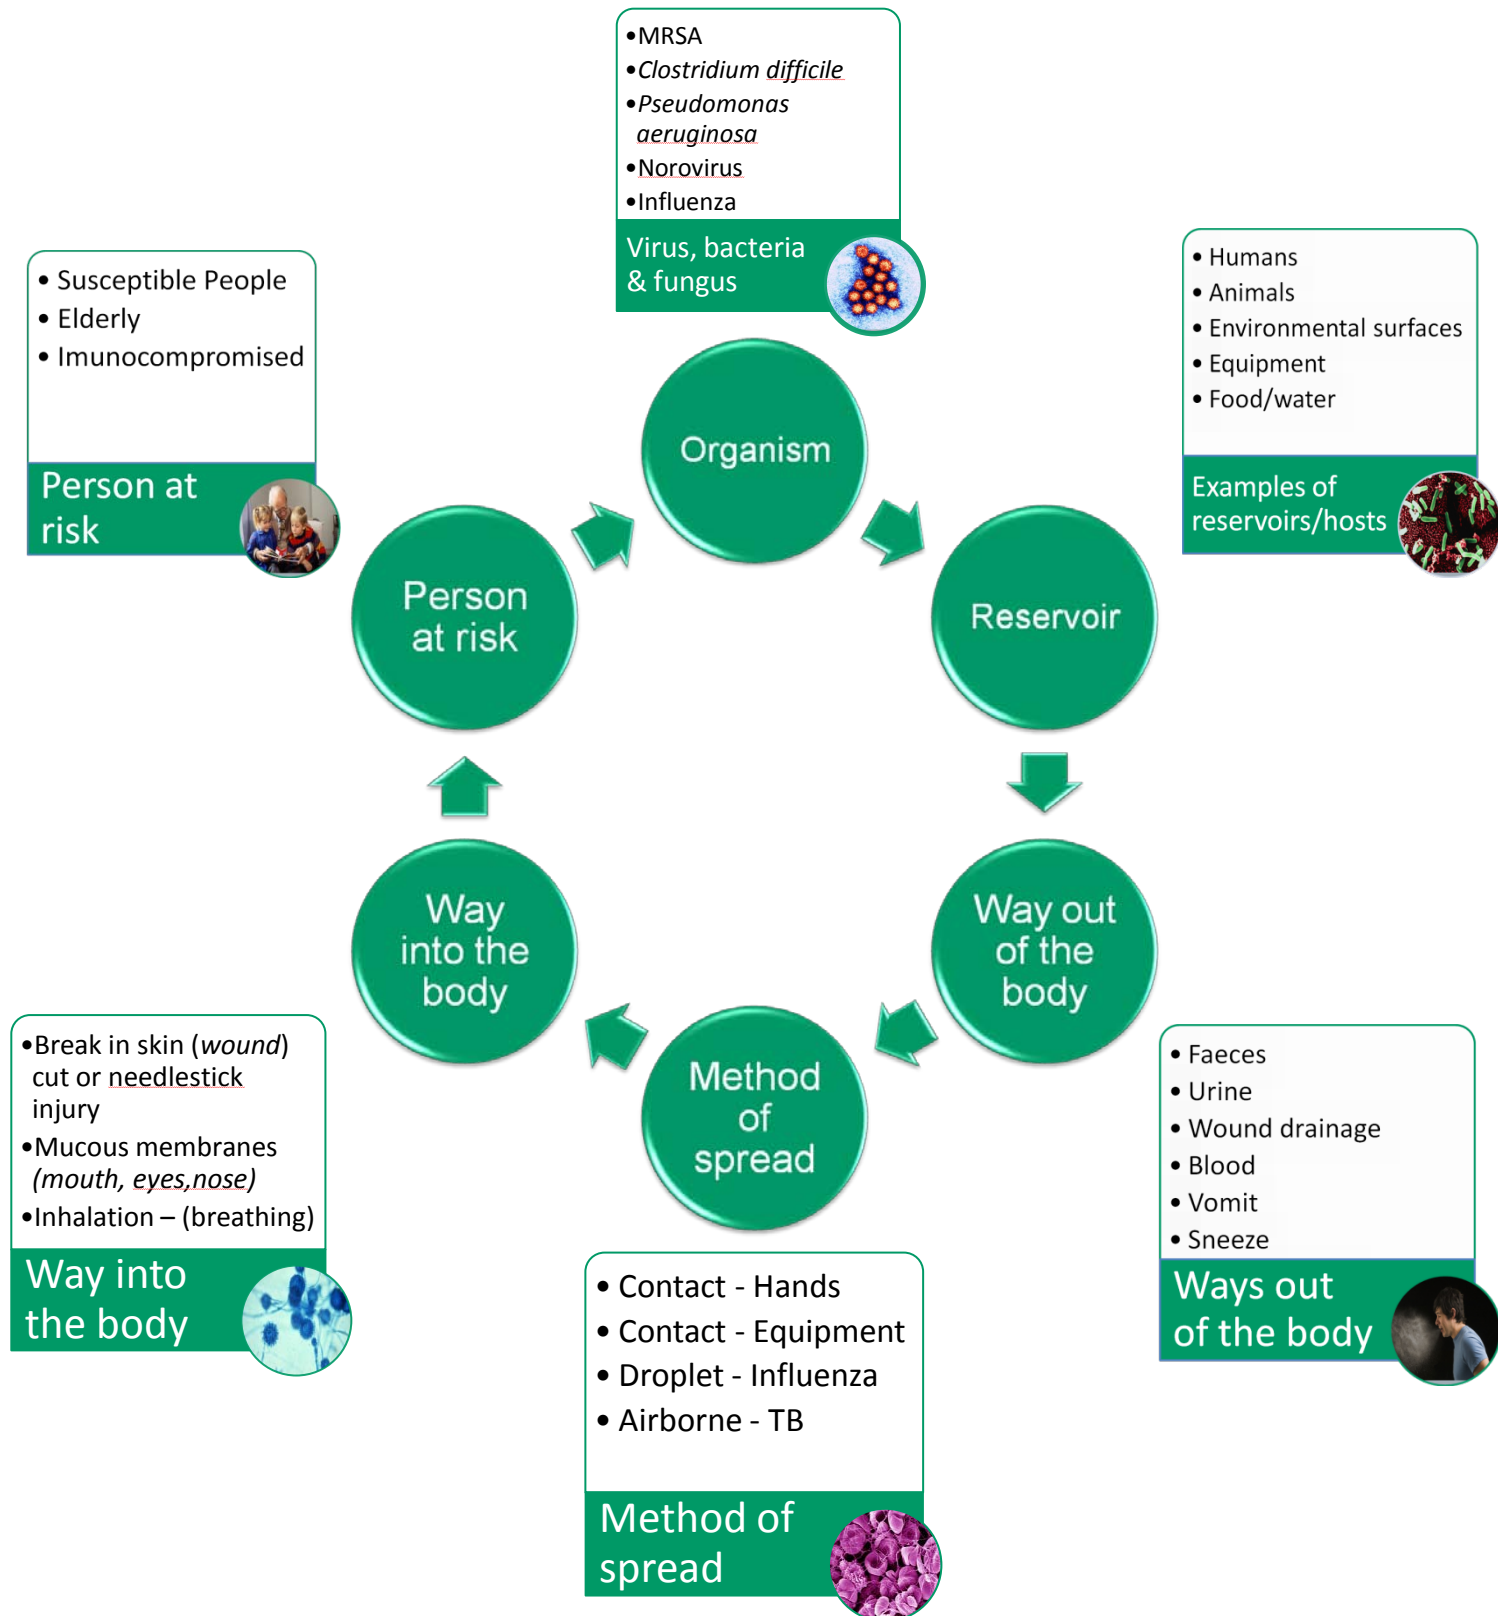 •MRSA
•Clostridium difficile
•Pseudomonas
aeruginosa
•Norovirus
•Influenza
Virus, bacteria
& fungus
• Susceptible People
• Elderly
• Imunocompromised
Person at
risk
• Humans
• Animals
• Environmental surfaces
• Equipment
• Food/water
Examples of
reservoirs/hosts
Organism
Reservoir
Way out
of the
body
Method
of
spread
Way
into the
body
Person
at risk
•Break in skin (wound)
cut or needlestick
injury
•Mucous membranes
(mouth, eyes,nose)
•Inhalation – (breathing)
Way into
the body
• Contact - Hands
• Contact - Equipment
• Droplet - Influenza
• Airborne - TB
Method of
spread
• Faeces
• Urine
• Wound drainage
• Blood
• Vomit
• Sneeze
Ways out
of the body